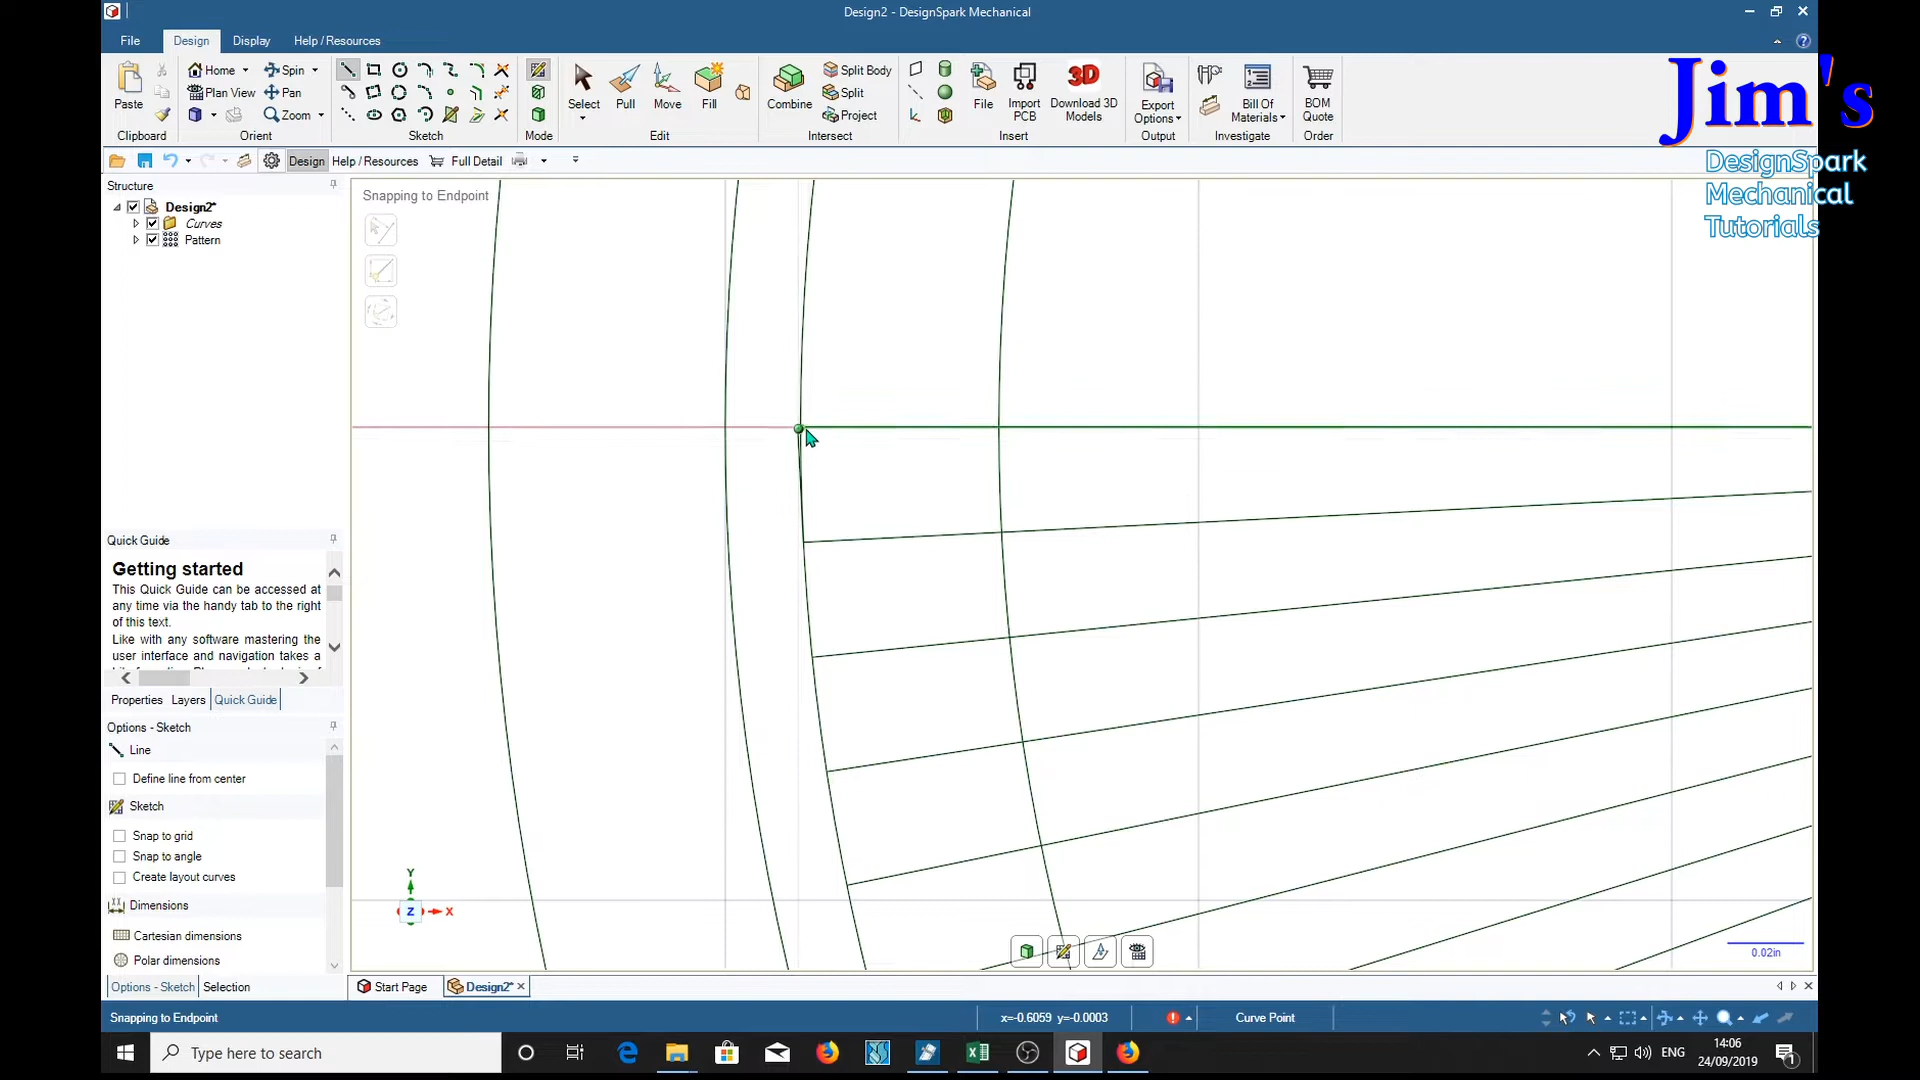 Design2 - DesignSpark Mechanical
File
Design
Display
Help / Resources
Paste
Home
Spin
Plan View
Pan
Zoom
Select
Pull
Move
Fill
Combine
Split Body
Split
Project
File
Import PCB
Download 3D Models
Export Options
Bill Of Materials
BOM Quote
Clipboard
Orient
Sketch
Mode
Edit
Intersect
Insert
Output
Investigate
Order
Jim's
DesignSpark
Mechanical
Tutorials
Design
Help / Resources
Full Detail
Structure
Design2*
Curves
Pattern
Snapping to Endpoint
Quick Guide
Getting started
This Quick Guide can be accessed at
any time via the handy tab to the right
of this text.
Like with any software mastering the
user interface and navigation takes a
Properties
Layers
Quick Guide
Options - Sketch
Line
Define line from center
Sketch
Snap to grid
Snap to angle
Create layout curves
Dimensions
Cartesian dimensions
Polar dimensions
Options - Sketch
Selection
Y
Z
X
0.02in
Start Page
Design2*
Snapping to Endpoint
x=-0.6059 y=-0.0003
Curve Point
Type here to search
ENG
14:06
24/09/2019
1